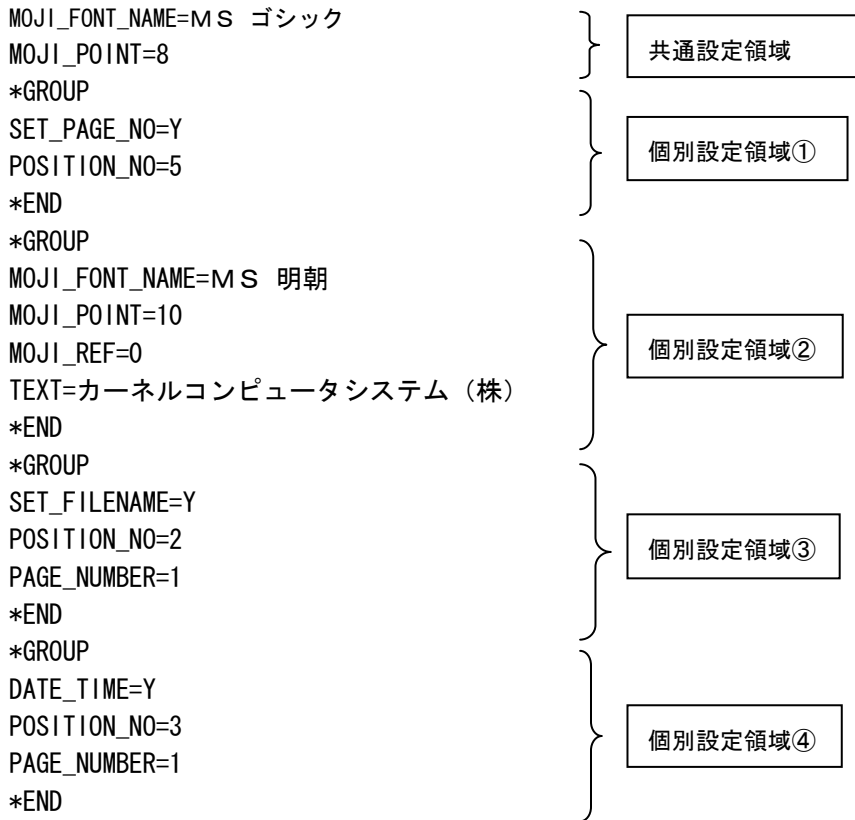 MOJI_FONT_NAME=ＭＳ ゴシック
MOJI_POINT=8
共通設定領域
*GROUP
SET_PAGE_NO=Y
POSITION_NO=5
*END
個別設定領域①
*GROUP
MOJI_FONT_NAME=ＭＳ 明朝
MOJI_POINT=10
MOJI_REF=0
TEXT=カーネルコンピュータシステム（株）
*END
個別設定領域②
*GROUP
SET_FILENAME=Y
POSITION_NO=2
PAGE_NUMBER=1
*END
個別設定領域③
*GROUP
DATE_TIME=Y
POSITION_NO=3
PAGE_NUMBER=1
*END
個別設定領域④